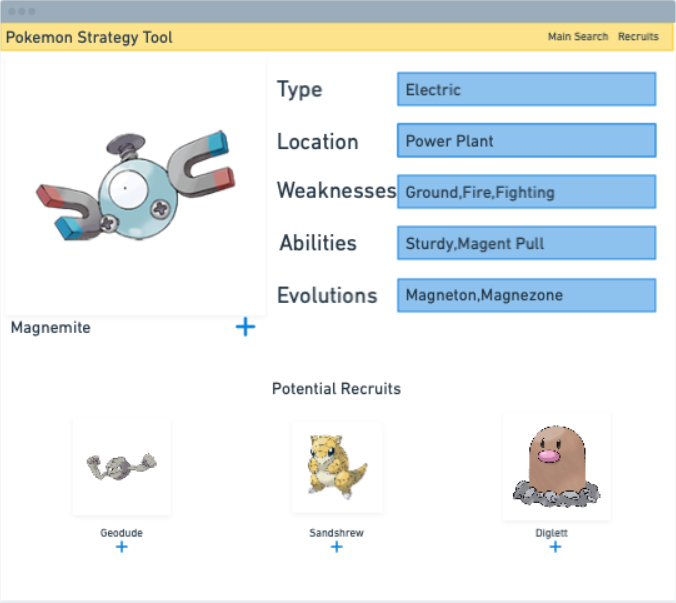 Pokemon Strategy Tool
Main Search Recruits
Type Electric
Location Power Plant
Weaknesses Ground,Fire,Fighting
Abilities Sturdy,Magent Pull
Evolutions Magneton,Magnezone
Magnemite
Potential Recruits
Geodude Sandshrew Diglett